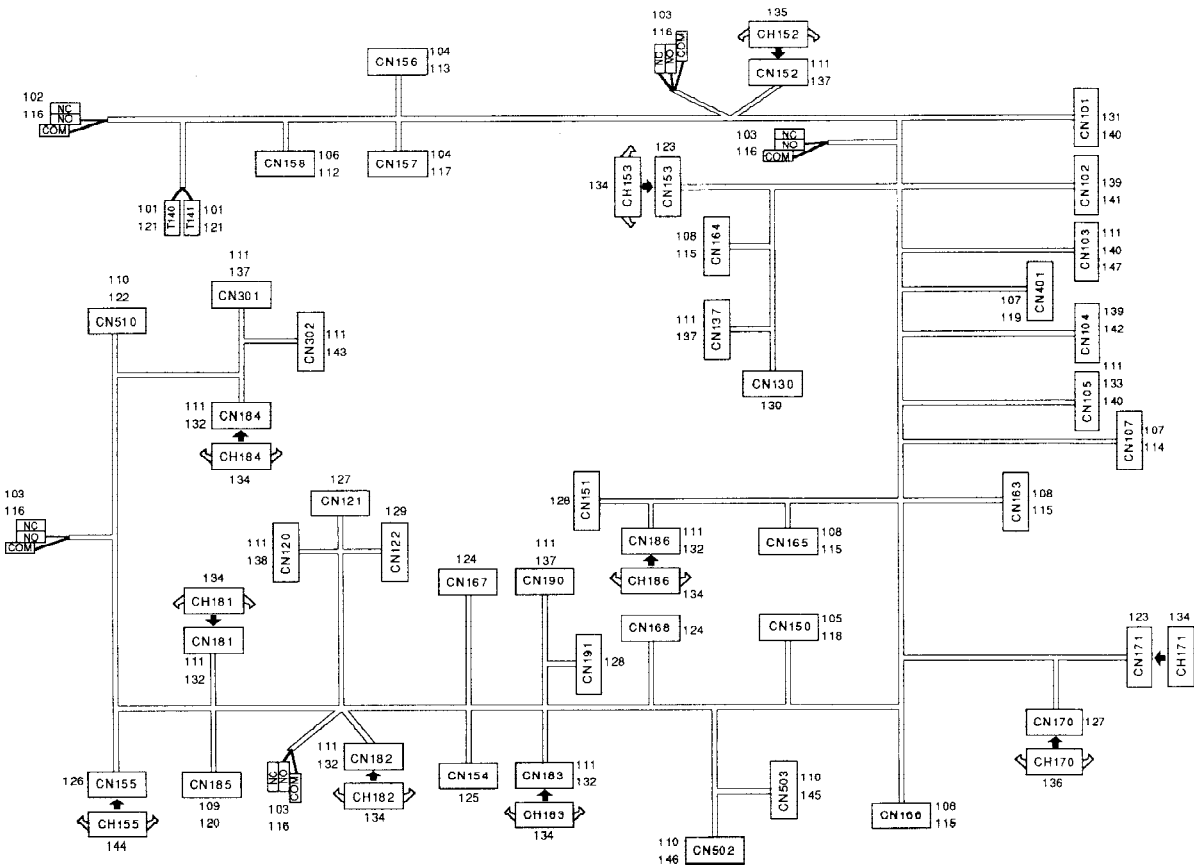 103
116
NC
NO
COM
135
CH152
CN152
111
137
CN156
104
113
102
116
NC
NO
COM
CN158
106
112
CN157
104
117
101
121
T140
T141
101
121
103
116
NC
NO
COM
CN101
131
140
134
CH153
123
CN153
CN102
139
141
108
115
CN164
CN103
111
140
147
CN401
107
119
111
137
CN137
CN104
139
142
CN130
130
CN105
111
133
140
CN107
107
114
110
122
CN510
111
137
CN301
CN302
111
143
111
132
CN184
CH184
134
103
116
NC
NO
COM
127
CN121
111
138
CN120
129
CN122
128
CN151
CN186
111
132
CH186
134
CN165
108
115
CN163
108
115
134
CH181
CN181
111
132
124
CN167
111
137
CN190
CN191
128
CN168
124
CN150
105
118
123
CN171
134
CH171
CN170
127
CH170
136
126
CN155
CH155
144
CN185
109
120
NC
NO
COM
103
116
111
132
CN182
CH182
134
CN154
125
CN183
111
132
CH183
134
CN503
110
145
110
146
CN502
CN166
108
115